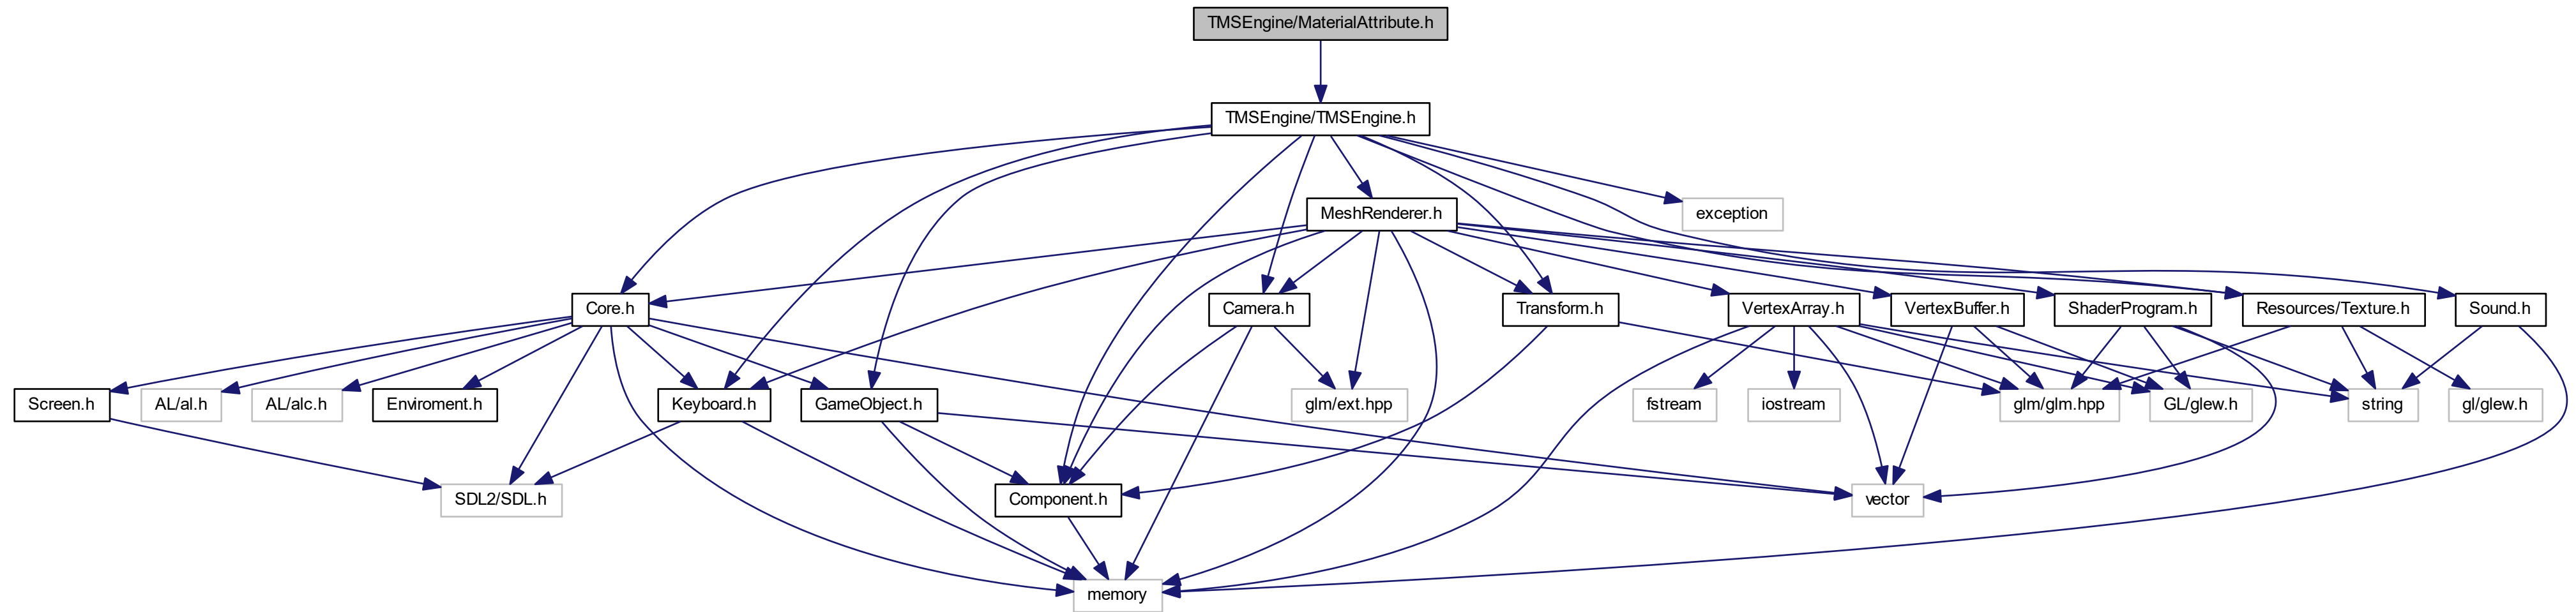 TMSEngine/MaterialAttribute.h
TMSEngine/TMSEngine.h
MeshRenderer.h
exception
Core.h
Camera.h
Transform.h
VertexArray.h
VertexBuffer.h
ShaderProgram.h
Resources/Texture.h
Sound.h
Screen.h
AL/al.h
AL/alc.h
Enviroment.h
Keyboard.h
GameObject.h
glm/ext.hpp
fstream
iostream
glm/glm.hpp
GL/glew.h
string
gl/glew.h
SDL2/SDL.h
Component.h
vector
memory